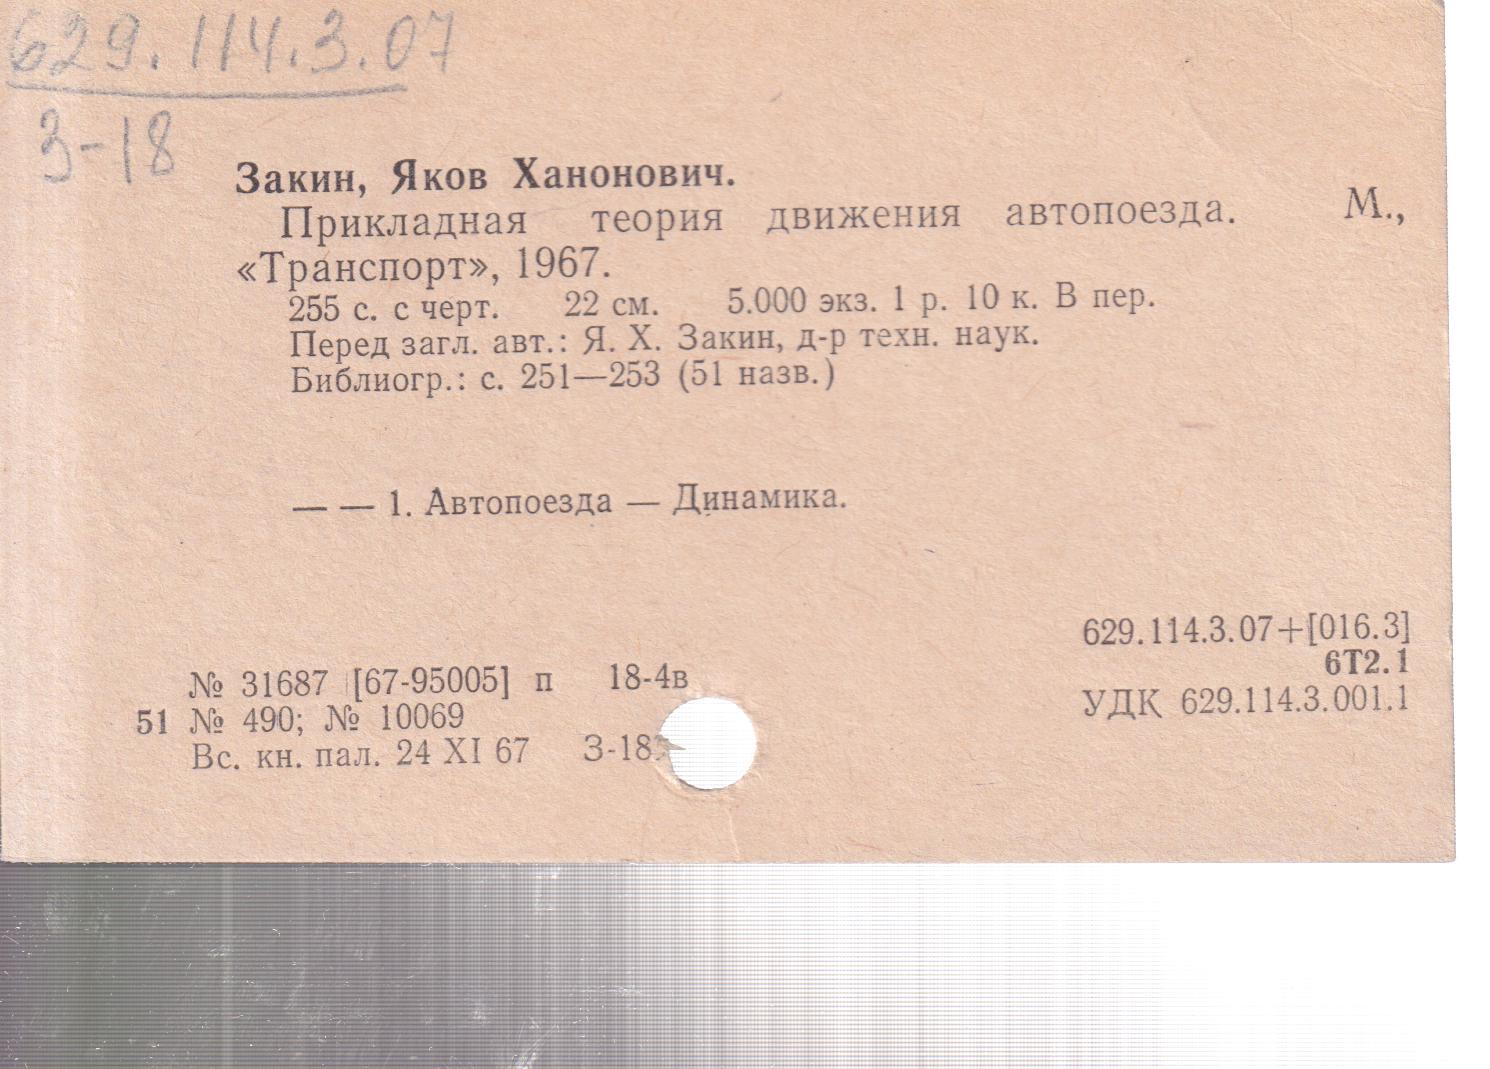 629.114.3.07
З-18
Закин, Яков Ханонович.
Прикладная теория движения автопоезда. М.,
«Транспорт», 1967.
255 с. с черт. 22 см. 5.000 экз. 1 р. 10 к. В пер.
Перед загл. авт.: Я. Х. Закин, д-р техн. наук.
Библиогр.: с. 251—253 (51 назв.)
— — 1. Автопоезда — Динамика.
629.114.3.07+[016.3]
6Т2.1
УДК 629.114.3.001.1
№ 31687 [67-95005] п 18-4в
51 № 490; № 10069
Вс. кн. пал. 24 XI 67